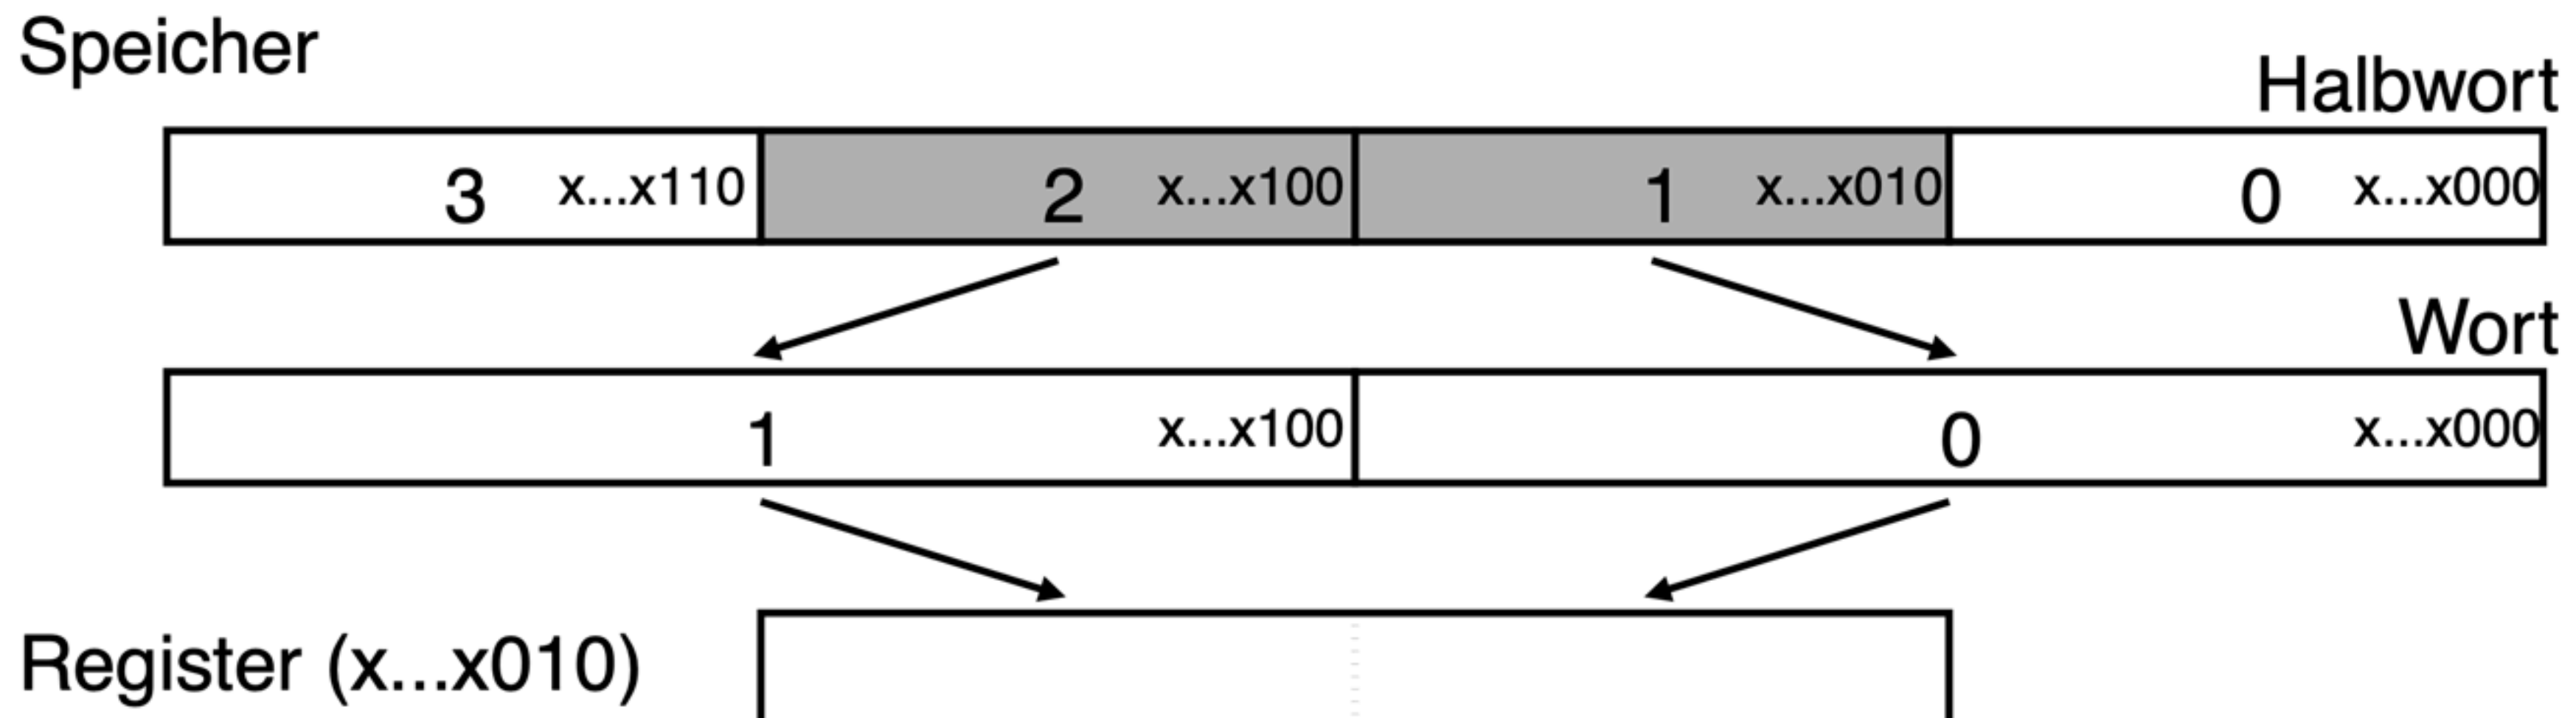 Speicher
Halbwort
3 x...x110 2 x...x100 1 x...x010 0 x...x000
Wort
1 x...x100 0 x...x000
Register (x...x010)